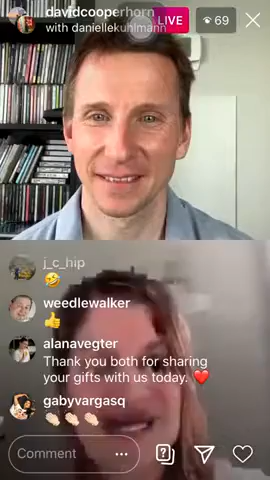 davidcooperhorn
with daniellekuhlmann
LIVE
69
j_c_hip
weedlewalker
alanavegter
Thank you both for sharing
your gifts with us today.
gabyvargasq
Comment